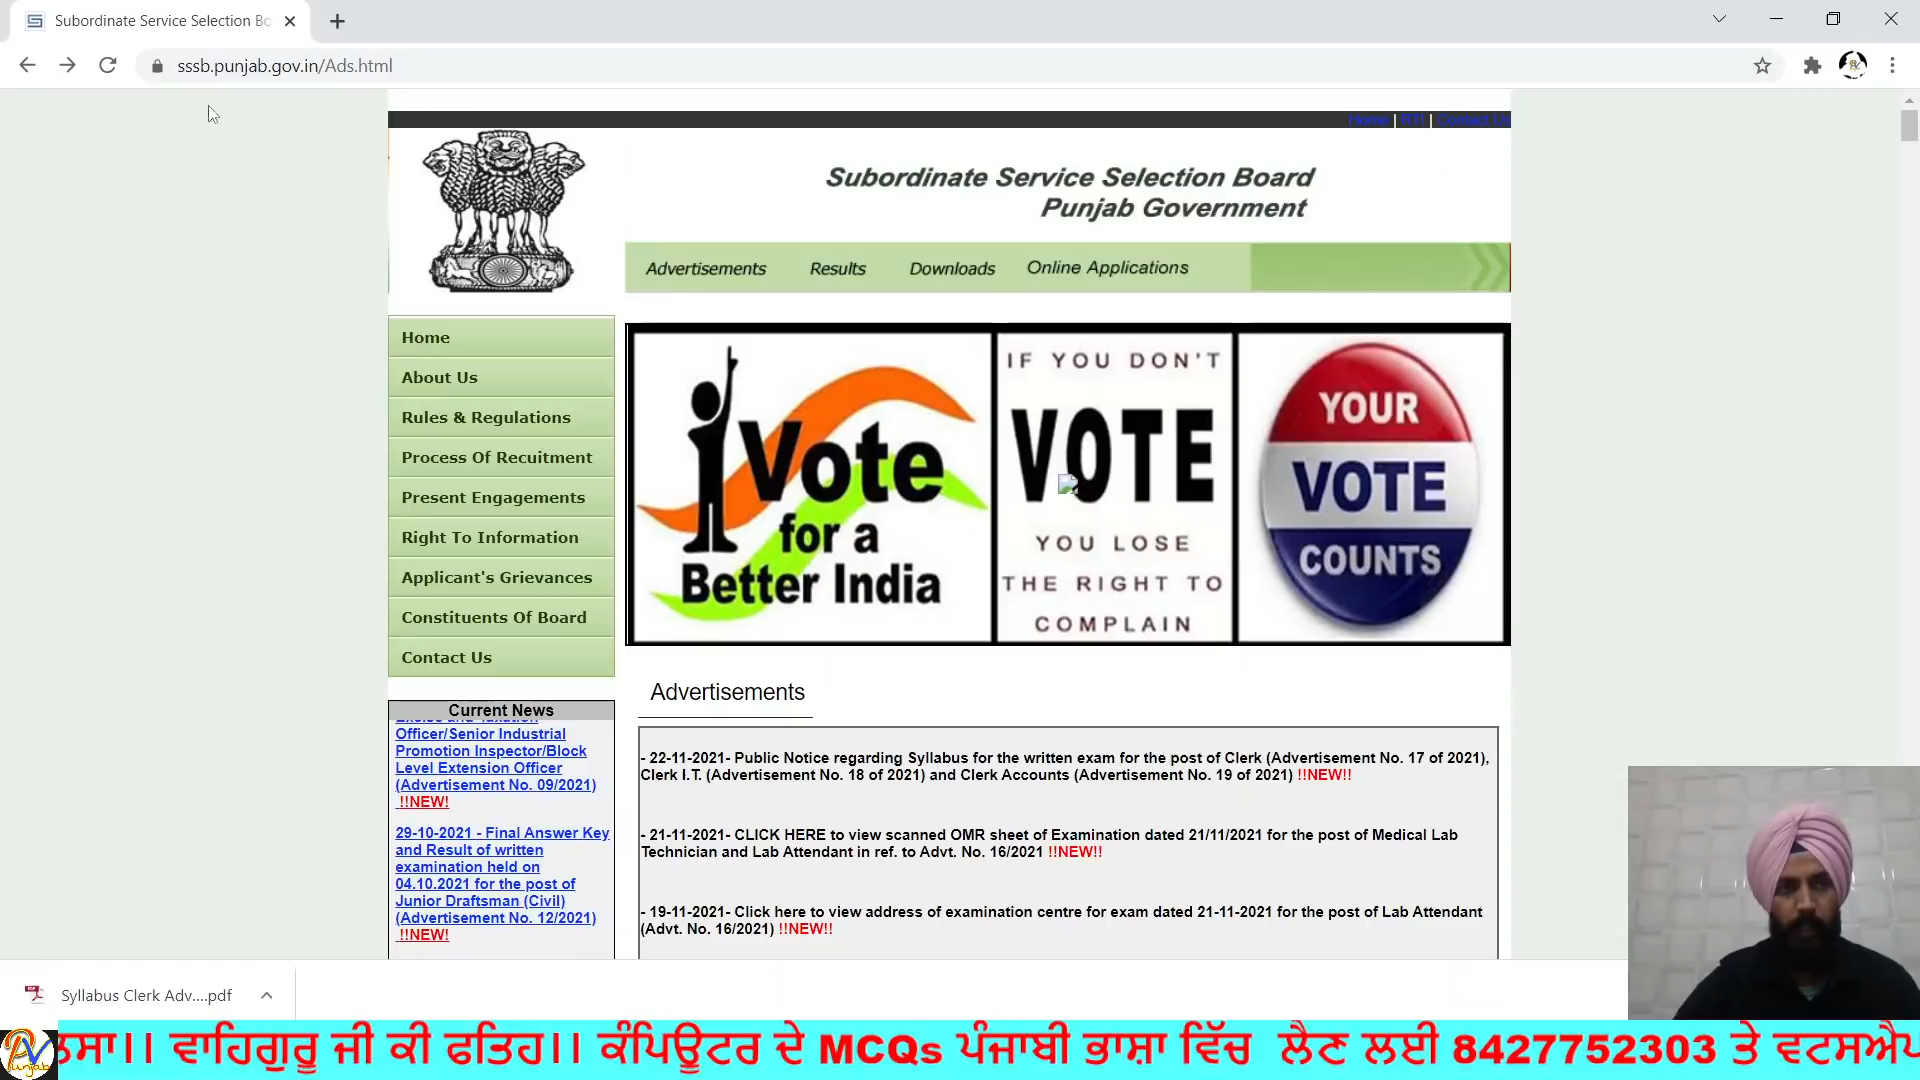 Subordinate Service Selection Bo
sssb.punjab.gov.in/Ads.html
Home | RTI | Contact Us
Subordinate Service Selection Board
Punjab Government
Advertisements Results Downloads Online Applications
Home
About Us
Rules & Regulations
Process Of Recuitment
Present Engagements
Right To Information
Applicant's Grievances
Constituents Of Board
Contact Us
iVote
for a
Better India
IF YOU DON'T
VOTE
YOU LOSE
THE RIGHT TO
COMPLAIN
YOUR
VOTE
COUNTS
Current News
Excise and Taxation
Officer/Senior Industrial
Promotion Inspector/Block
Level Extension Officer
(Advertisement No. 09/2021)
!!NEW!
29-10-2021 - Final Answer Key
and Result of written
examination held on
04.10.2021 for the post of
Junior Draftsman (Civil)
(Advertisement No. 12/2021)
!!NEW!
Advertisements
- 22-11-2021- Public Notice regarding Syllabus for the written exam for the post of Clerk (Advertisement No. 17 of 2021),
Clerk I.T. (Advertisement No. 18 of 2021) and Clerk Accounts (Advertisement No. 19 of 2021) !!NEW!!
- 21-11-2021- CLICK HERE to view scanned OMR sheet of Examination dated 21/11/2021 for the post of Medical Lab
Technician and Lab Attendant in ref. to Advt. No. 16/2021 !!NEW!!
- 19-11-2021- Click here to view address of examination centre for exam dated 21-11-2021 for the post of Lab Attendant
(Advt. No. 16/2021) !!NEW!!
Syllabus Clerk Adv....pdf
ਲਸਾ।। ਵਾਹਿਗੁਰੂ ਜੀ ਕੀ ਫਤਿਹ।। ਕੰਪਿਊਟਰ ਦੇ MCQs ਪੰਜਾਬੀ ਭਾਸ਼ਾ ਵਿੱਚ ਲੈਣ ਲਈ 8427752303 ਤੇ ਵਟਸਐਪ
Punjab